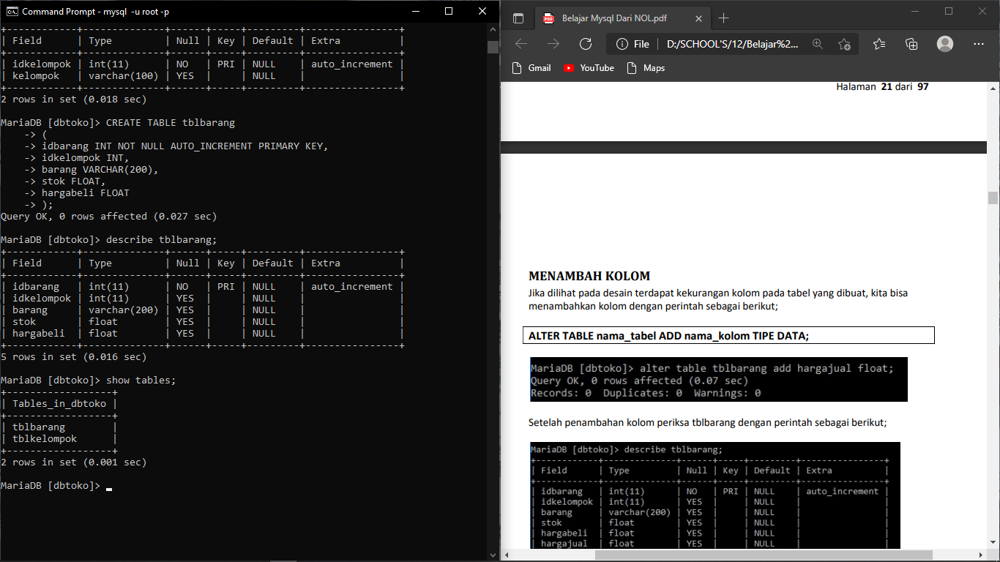 Command Prompt - mysql -u root -p
+------------+--------------+------+-----+---------+----------------+
| Field      | Type         | Null | Key | Default | Extra          |
+------------+--------------+------+-----+---------+----------------+
| idkelompok | int(11)      | NO   | PRI | NULL    | auto_increment |
| kelompok   | varchar(100) | YES  |     | NULL    |                |
+------------+--------------+------+-----+---------+----------------+
2 rows in set (0.018 sec)
MariaDB [dbtoko]> CREATE TABLE tblbarang
    -> (
    -> idbarang INT NOT NULL AUTO_INCREMENT PRIMARY KEY,
    -> idkelompok INT,
    -> barang VARCHAR(200),
    -> stok FLOAT,
    -> hargabeli FLOAT
    -> );
Query OK, 0 rows affected (0.027 sec)
MariaDB [dbtoko]> describe tblbarang;
+------------+--------------+------+-----+---------+----------------+
| Field      | Type         | Null | Key | Default | Extra          |
+------------+--------------+------+-----+---------+----------------+
| idbarang   | int(11)      | NO   | PRI | NULL    | auto_increment |
| idkelompok | int(11)      | YES  |     | NULL    |                |
| barang     | varchar(200) | YES  |     | NULL    |                |
| stok       | float        | YES  |     | NULL    |                |
| hargabeli  | float        | YES  |     | NULL    |                |
+------------+--------------+------+-----+---------+----------------+
5 rows in set (0.016 sec)
MariaDB [dbtoko]> show tables;
+------------------+
| Tables_in_dbtoko |
+------------------+
| tblbarang        |
| tblkelompok      |
+------------------+
2 rows in set (0.001 sec)
MariaDB [dbtoko]>
PDF Belajar Mysql Dari NOL.pdf
File | D:/SCHOOL'S/12/Belajar%2...
Gmail YouTube Maps
Halaman 21 dari 97
MENAMBAH KOLOM
Jika dilihat pada desain terdapat kekurangan kolom pada tabel yang dibuat, kita bisa
menambahkan kolom dengan perintah sebagai berikut;
ALTER TABLE nama_tabel ADD nama_kolom TIPE DATA;
MariaDB [dbtoko]> alter table tblbarang add hargajual float;
Query OK, 0 rows affected (0.07 sec)
Records: 0  Duplicates: 0  Warnings: 0
Setelah penambahan kolom periksa tblbarang dengan perintah sebagai berikut;
MariaDB [dbtoko]> describe tblbarang;
+------------+--------------+------+-----+---------+----------------+
| Field      | Type         | Null | Key | Default | Extra          |
+------------+--------------+------+-----+---------+----------------+
| idbarang   | int(11)      | NO   | PRI | NULL    | auto_increment |
| idkelompok | int(11)      | YES  |     | NULL    |                |
| barang     | varchar(200) | YES  |     | NULL    |                |
| stok       | float        | YES  |     | NULL    |                |
| hargabeli  | float        | YES  |     | NULL    |                |
| hargajual  | float        | YES  |     | NULL    |                |